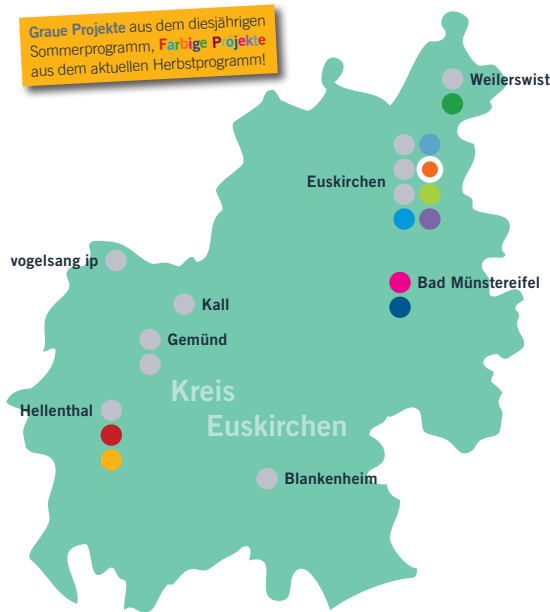 Graue Projekte aus dem diesjährigen
Sommerprogramm, Farbige Projekte
aus dem aktuellen Herbstprogramm!
Weilerswist
Euskirchen
vogelsang ip
Bad Münstereifel
Kall
Gemünd
Kreis
Euskirchen
Hellenthal
Blankenheim